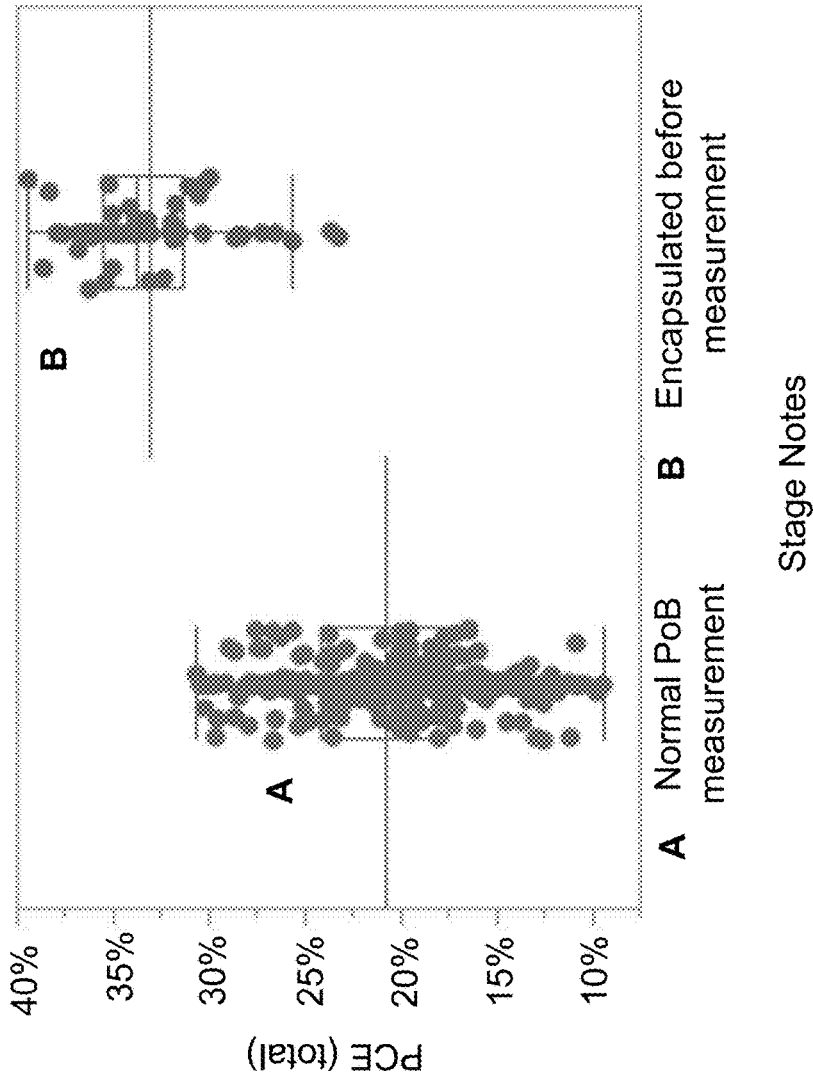 PCE (total)
40%
35%
30%
25%
20%
15%
10%
A
B
A Normal PoB
measurement
B Encapsulated before
measurement
Stage Notes